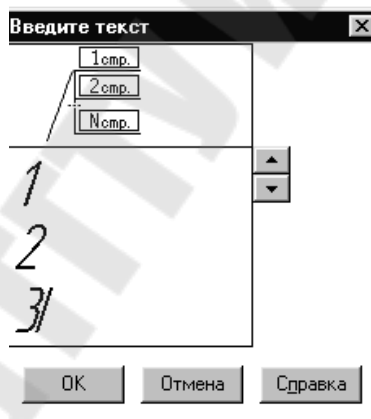 Введите текст
1стр.
2стр.
Nстр.
1
2
3
OK
Отмена
Справка